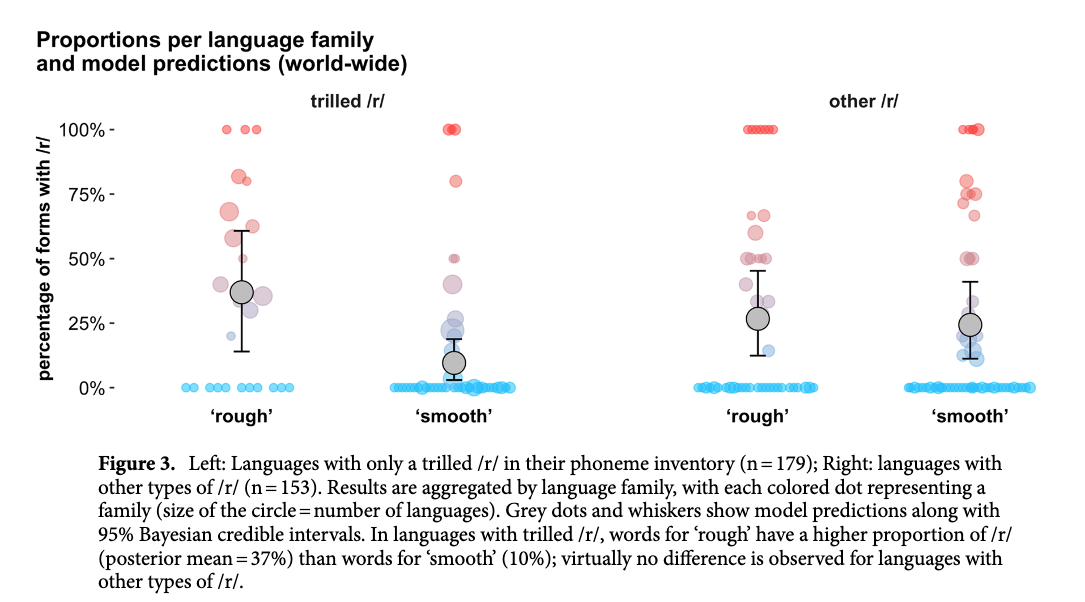 Proportions per language family
and model predictions (world-wide)
trilled /r/
other /r/
percentage of forms with /r/
100%
75%
50%
25%
0%
‘rough’
‘smooth’
‘rough’
‘smooth’
Figure 3. Left: Languages with only a trilled /r/ in their phoneme inventory (n = 179); Right: languages with
other types of /r/ (n = 153). Results are aggregated by language family, with each colored dot representing a
family (size of the circle = number of languages). Grey dots and whiskers show model predictions along with
95% Bayesian credible intervals. In languages with trilled /r/, words for ‘rough’ have a higher proportion of /r/
(posterior mean = 37%) than words for ‘smooth’ (10%); virtually no difference is observed for languages with
other types of /r/.